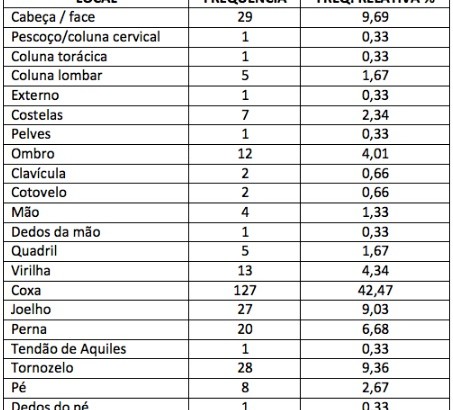 LOCAL FREQUÊNCIA FREQ. RELATIVA %
Cabeça / face 29 9,69
Pescoço/coluna cervical 1 0,33
Coluna torácica 1 0,33
Coluna lombar 5 1,67
Externo 1 0,33
Costelas 7 2,34
Pelves 1 0,33
Ombro 12 4,01
Clavícula 2 0,66
Cotovelo 2 0,66
Mão 4 1,33
Dedos da mão 1 0,33
Quadril 5 1,67
Virilha 13 4,34
Coxa 127 42,47
Joelho 27 9,03
Perna 20 6,68
Tendão de Aquiles 1 0,33
Tornozelo 28 9,36
Pé 8 2,67
Dedos do pé 1 0,33